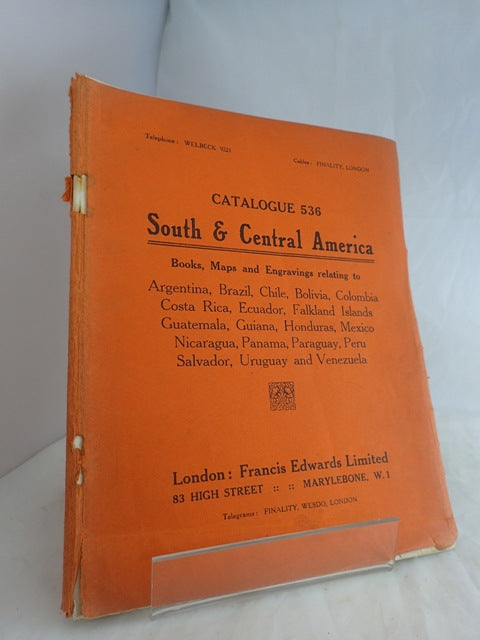 Telephone: WELBECK 9221
Cables: FINALITY, LONDON
CATALOGUE 536
South & Central America
Books, Maps and Engravings relating to
Argentina, Brazil, Chile, Bolivia, Colombia
Costa Rica, Ecuador, Falkland Islands
Guatemala, Guiana, Honduras, Mexico
Nicaragua, Panama, Paraguay, Peru
Salvador, Uruguay and Venezuela
London: Francis Edwards Limited
83 HIGH STREET :: :: MARYLEBONE, W.1
Telegrams: FINALITY, WESDO, LONDON